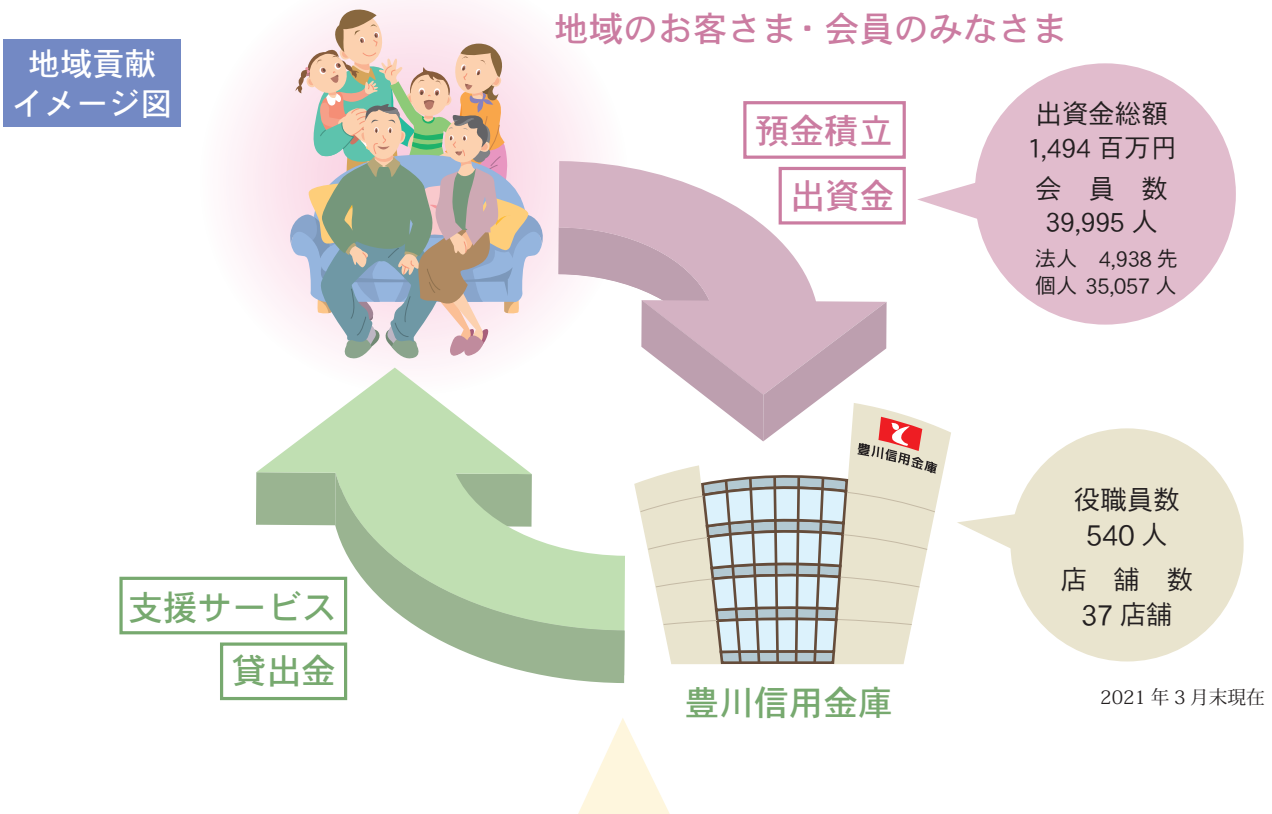 地域貢献
イメージ図
地域のお客さま・会員のみなさま
預金積立
出資金
出資金総額
1,494 百万円
会 員 数
39,995 人
法人 4,938 先
個人 35,057 人
豊川信用金庫
役職員数
540 人
店 舗 数
37 店舗
支援サービス
貸出金
豊川信用金庫
2021 年 3 月末現在